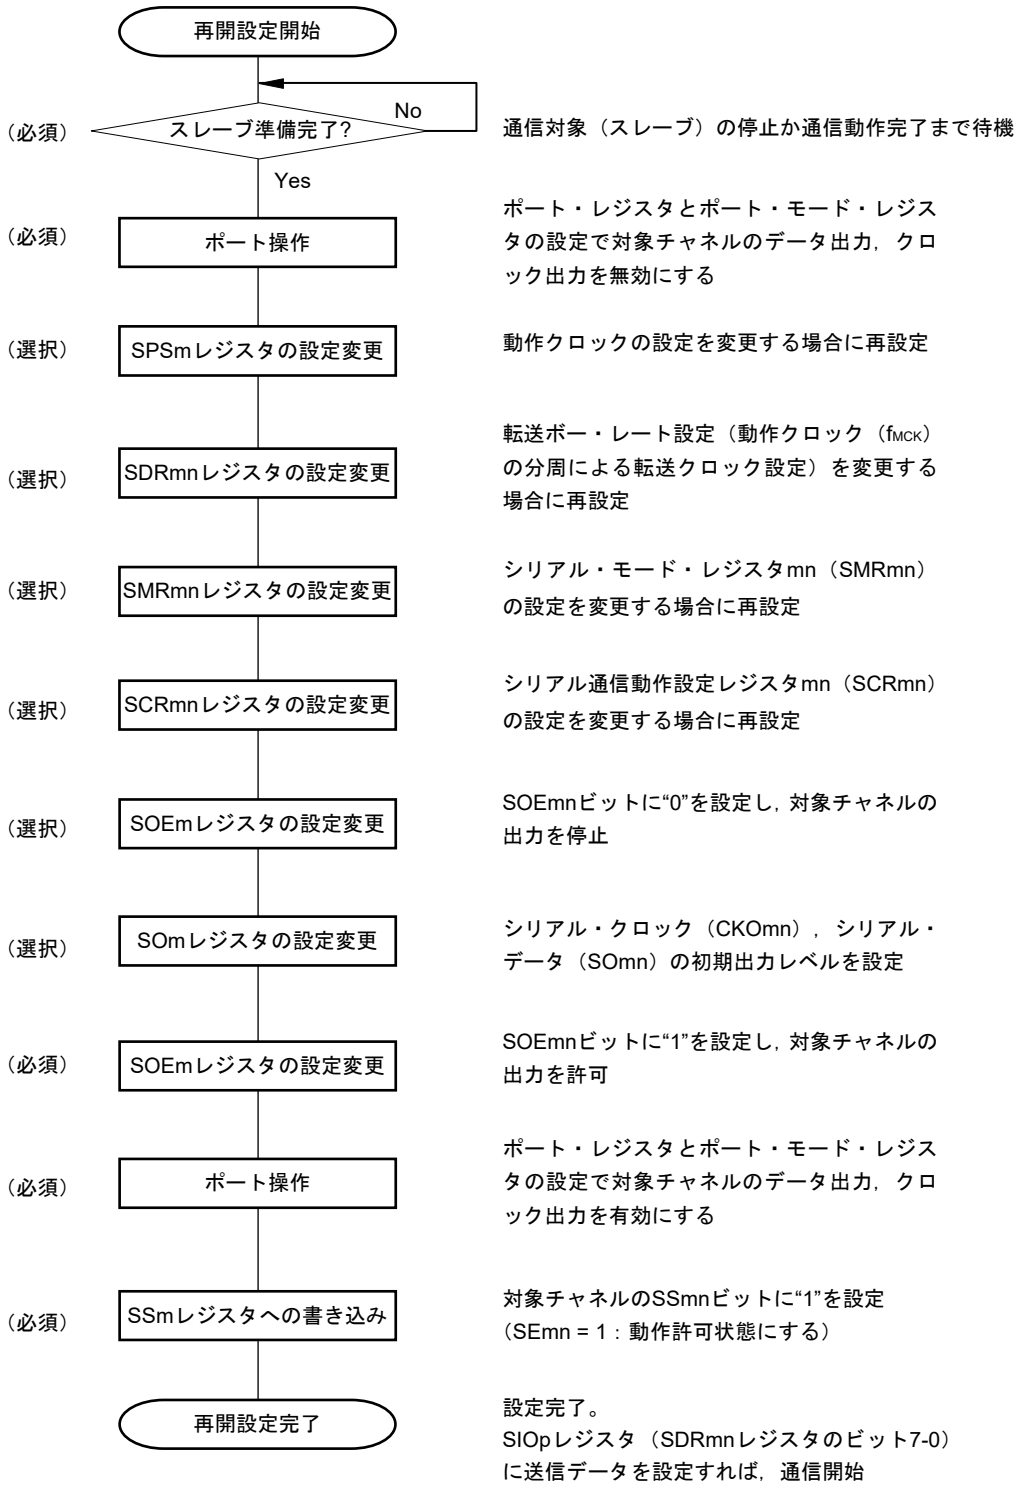 再開設定開始
No
(必須)
スレーブ準備完了?
通信対象（スレーブ）の停止か通信動作完了まで待機
Yes
(必須)
ポート操作
ポート・レジスタとポート・モード・レジス
タの設定で対象チャネルのデータ出力，クロ
ック出力を無効にする
(選択)
SPSmレジスタの設定変更
動作クロックの設定を変更する場合に再設定
(選択)
SDRmnレジスタの設定変更
転送ボー・レート設定（動作クロック（fMCK）
の分周による転送クロック設定）を変更する
場合に再設定
(選択)
SMRmnレジスタの設定変更
シリアル・モード・レジスタmn（SMRmn）
の設定を変更する場合に再設定
(選択)
SCRmnレジスタの設定変更
シリアル通信動作設定レジスタmn（SCRmn）
の設定を変更する場合に再設定
(選択)
SOEmレジスタの設定変更
SOEmnビットに“0”を設定し，対象チャネルの
出力を停止
(選択)
SOmレジスタの設定変更
シリアル・クロック（CKOmn），シリアル・
データ（SOmn）の初期出力レベルを設定
(必須)
SOEmレジスタの設定変更
SOEmnビットに“1”を設定し，対象チャネルの
出力を許可
(必須)
ポート操作
ポート・レジスタとポート・モード・レジス
タの設定で対象チャネルのデータ出力，クロ
ック出力を有効にする
(必須)
SSmレジスタへの書き込み
対象チャネルのSSmnビットに“1”を設定
（SEmn = 1：動作許可状態にする）
再開設定完了
設定完了。
SIOpレジスタ（SDRmnレジスタのビット7-0）
に送信データを設定すれば，通信開始